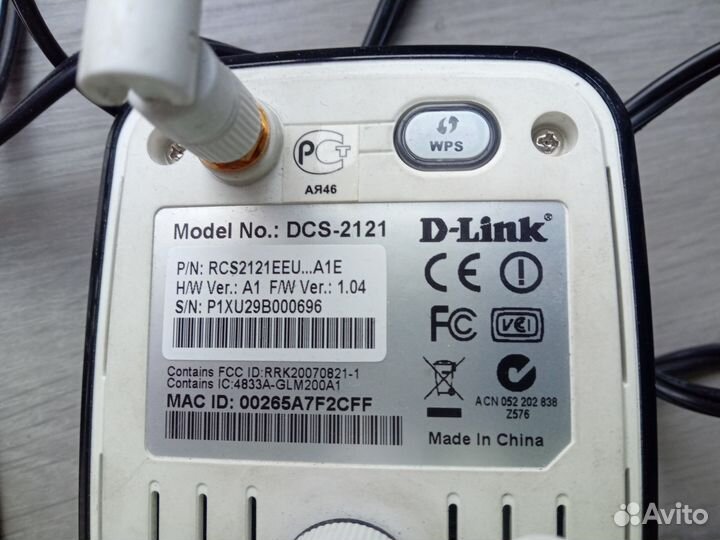 PCT
WPS
АЯ46
Model No.: DCS-2121
D-Link®
P/N: RCS2121EEU...A1E
H/W Ver.: A1 F/W Ver.: 1.04
S/N: P1XU29B000696
CE
FC
VCI
Contains FCC ID:RRK20070821-1
Contains IC:4833A-GLM200A1
MAC ID: 00265A7F2CFF
ACN 052 202 838
Z576
Made In China
Avito